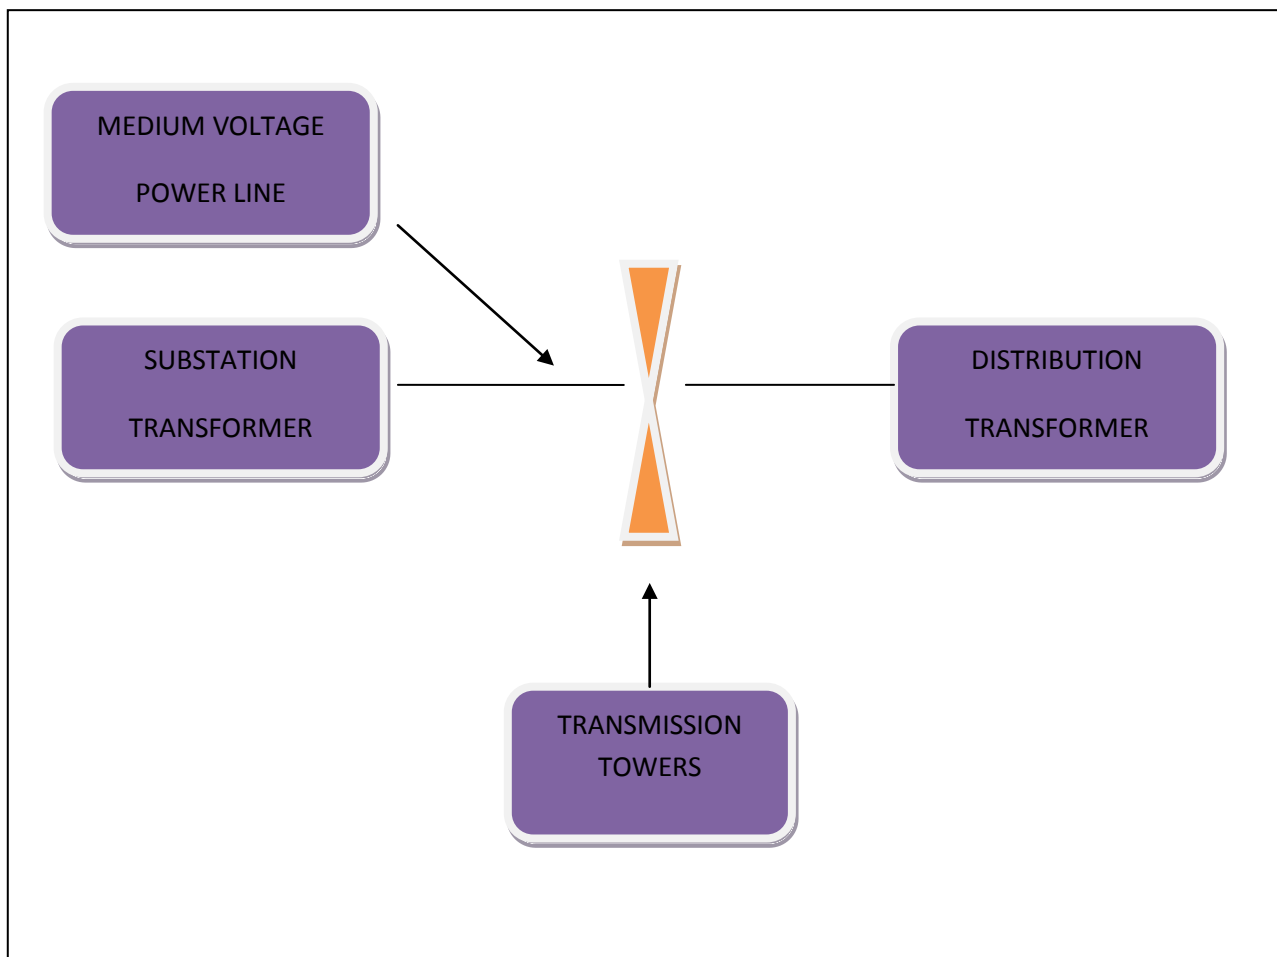 MEDIUM VOLTAGE
POWER LINE
SUBSTATION
TRANSFORMER
DISTRIBUTION
TRANSFORMER
TRANSMISSION
TOWERS